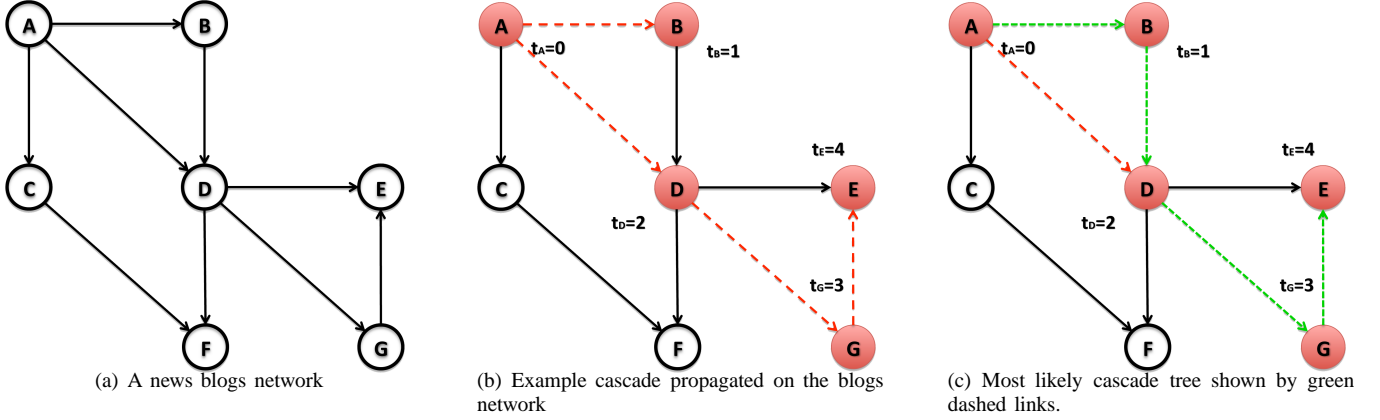 A
B
C
D
E
F
G
(a) A news blogs network
A
B
tA=0
tB=1
tE=4
C
D
E
tD=2
tG=3
F
G
(b) Example cascade propagated on the blogs
network
A
B
tA=0
tB=1
tE=4
C
D
E
tD=2
tG=3
F
G
(c) Most likely cascade tree shown by green
dashed links.